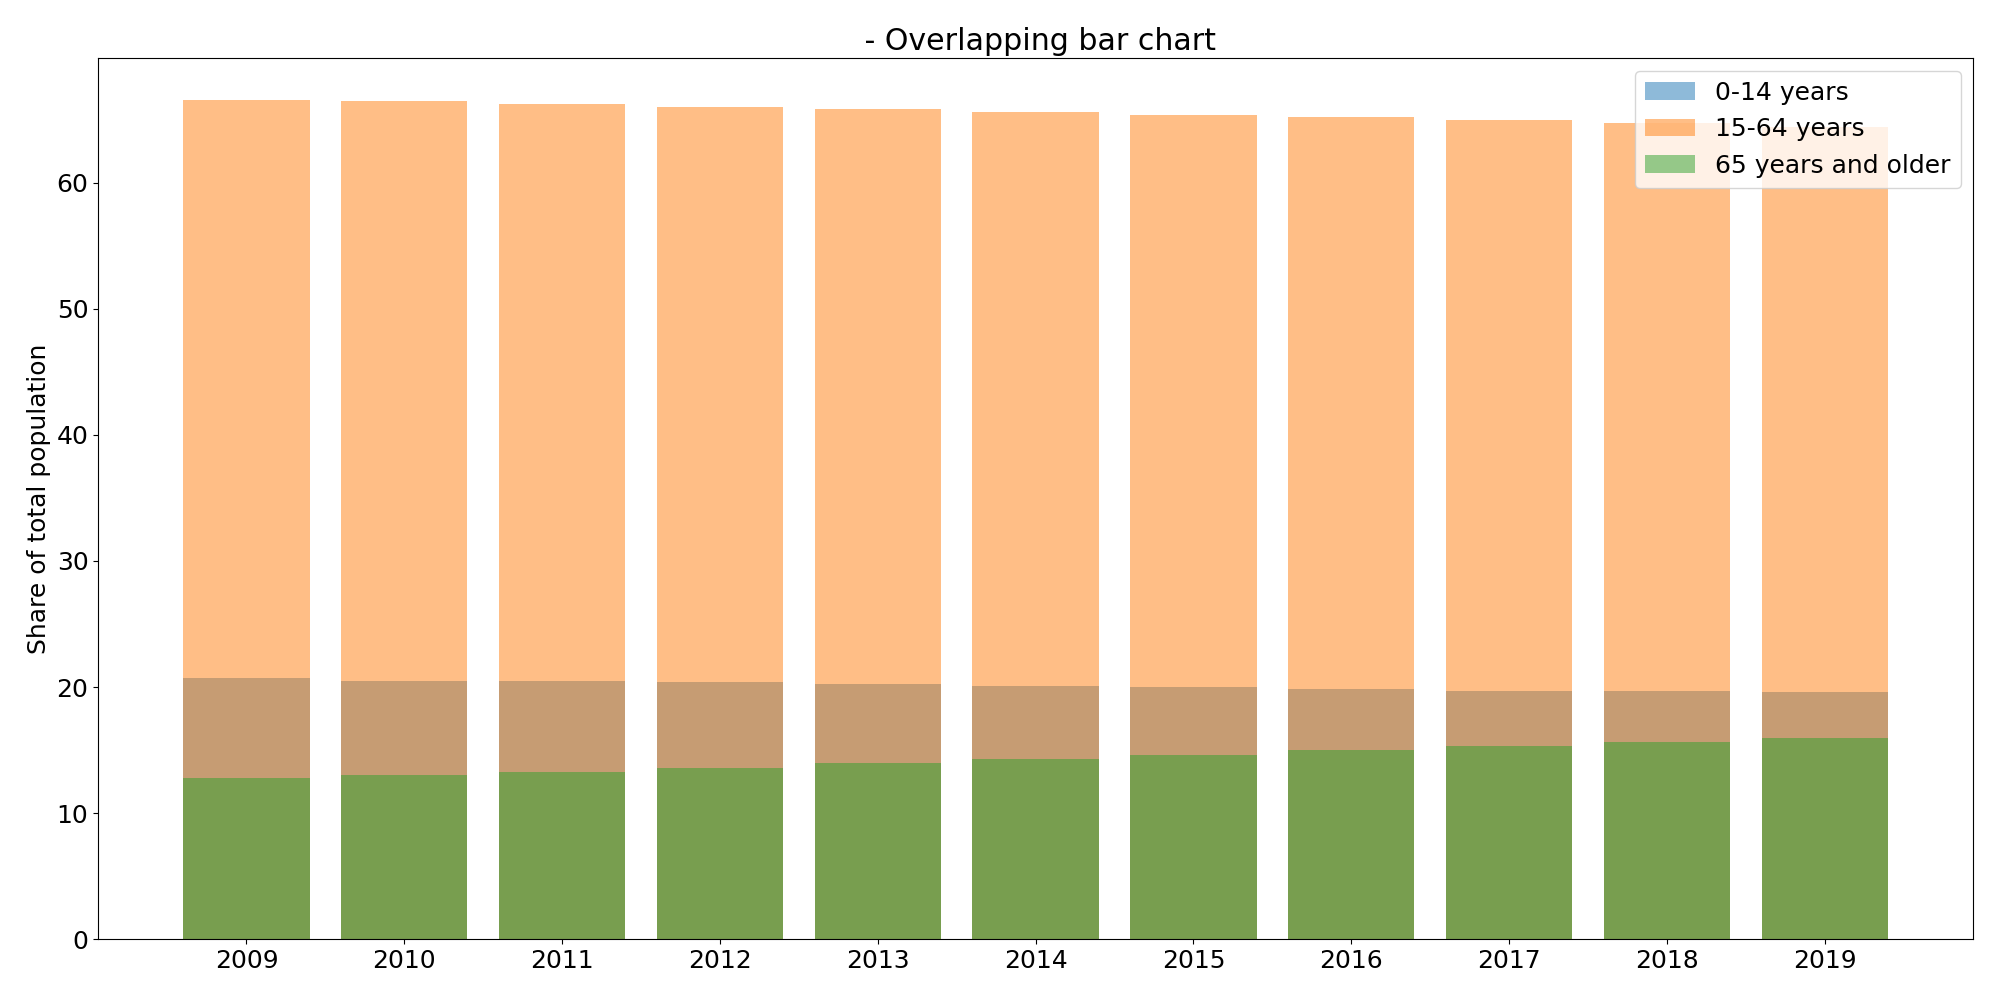 - Overlapping bar chart
0-14 years
15-64 years
65 years and older
Share of total population
60
50
40
30
20
10
0
2009 2010 2011 2012 2013 2014 2015 2016 2017 2018 2019